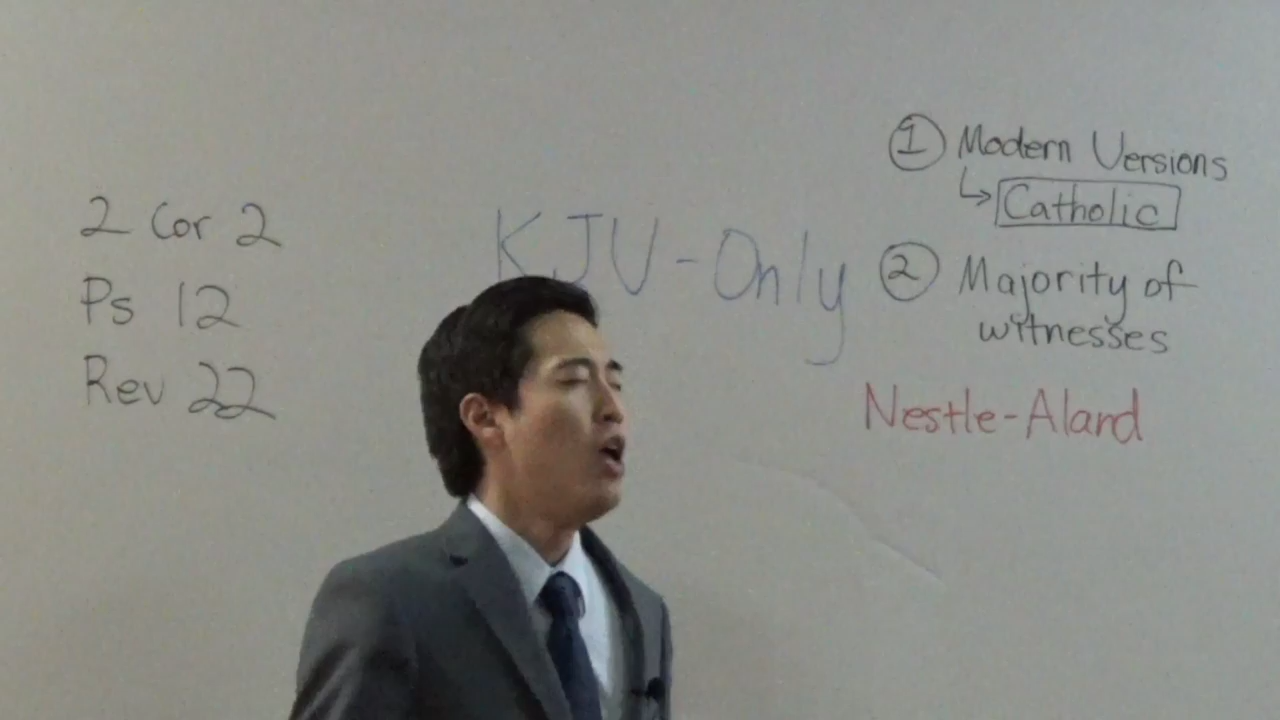 2 Cor 2
Ps 12
Rev 22
KJV-Only
① Modern Versions
↳ Catholic
② Majority of
witnesses
Nestle-Aland